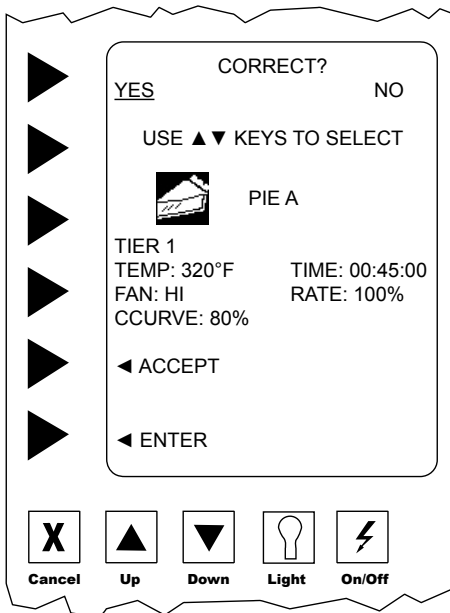 CORRECT?
YES NO
USE ▲▼ KEYS TO SELECT
PIE A
TIER 1
TEMP: 320°F TIME: 00:45:00
FAN: HI RATE: 100%
CCURVE: 80%
◄ ACCEPT
◄ ENTER
X
Cancel Up Down Light On/Off